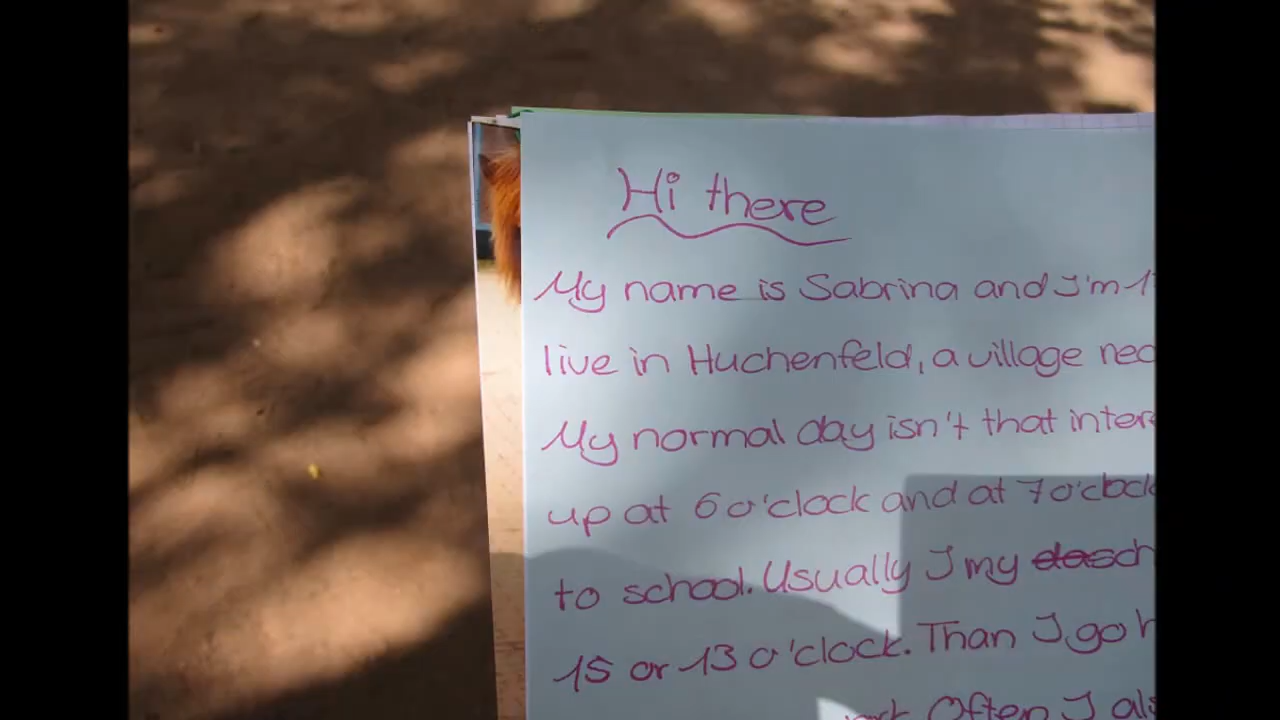 Hi there
My name is Sabrina and I'm
live in Huchenfeld, a village
My normal day isn't that
up at 6 o'clock and at 7 o'clock
to school. Usually I my
15 or 13 o'clock. Than I go
Often I